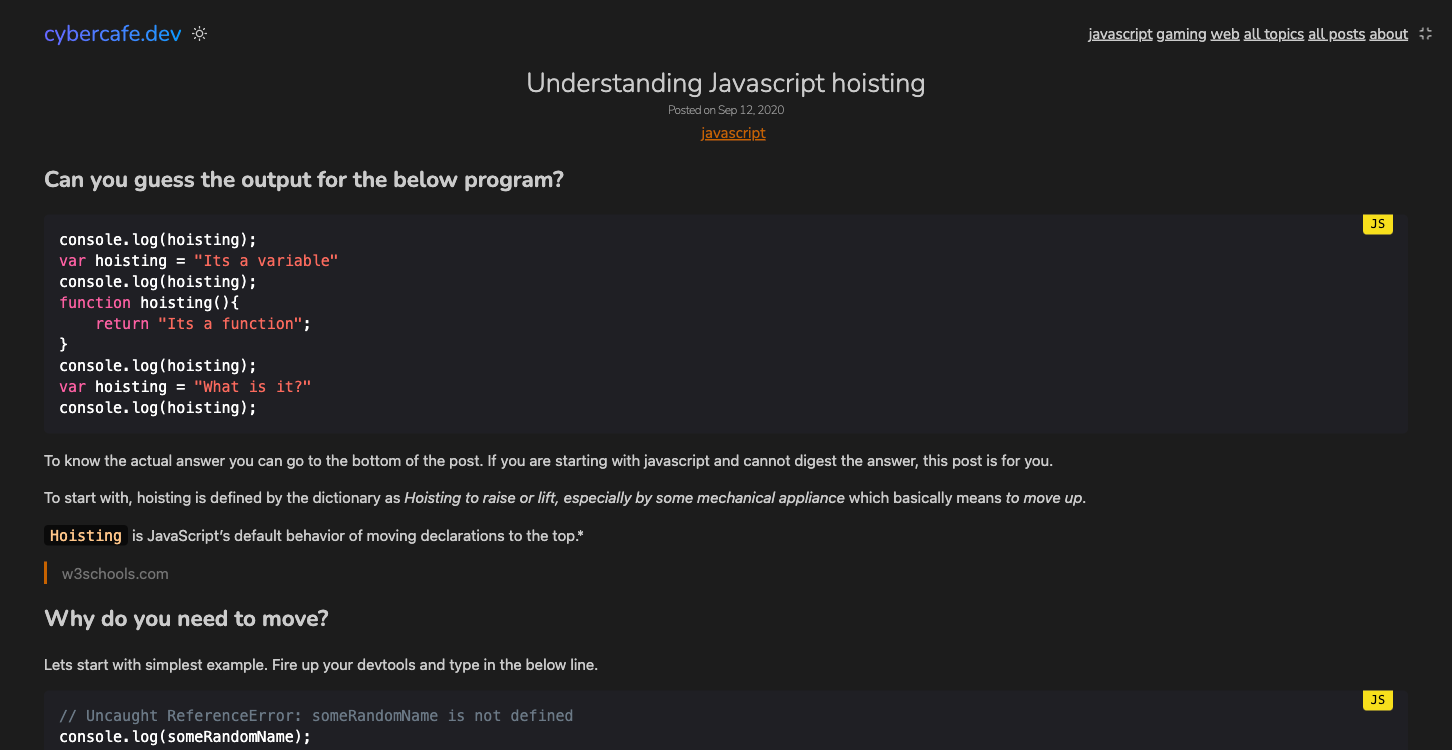 cybercafe.dev
javascript gaming web all topics all posts about
Understanding Javascript hoisting
Posted on Sep 12, 2020
javascript
Can you guess the output for the below program?
JS
console.log(hoisting);
var hoisting = "Its a variable"
console.log(hoisting);
function hoisting(){
    return "Its a function";
}
console.log(hoisting);
var hoisting = "What is it?"
console.log(hoisting);
To know the actual answer you can go to the bottom of the post. If you are starting with javascript and cannot digest the answer, this post is for you.
To start with, hoisting is defined by the dictionary as Hoisting to raise or lift, especially by some mechanical appliance which basically means to move up.
Hoisting is JavaScript’s default behavior of moving declarations to the top.*
w3schools.com
Why do you need to move?
Lets start with simplest example. Fire up your devtools and type in the below line.
JS
// Uncaught ReferenceError: someRandomName is not defined
console.log(someRandomName);